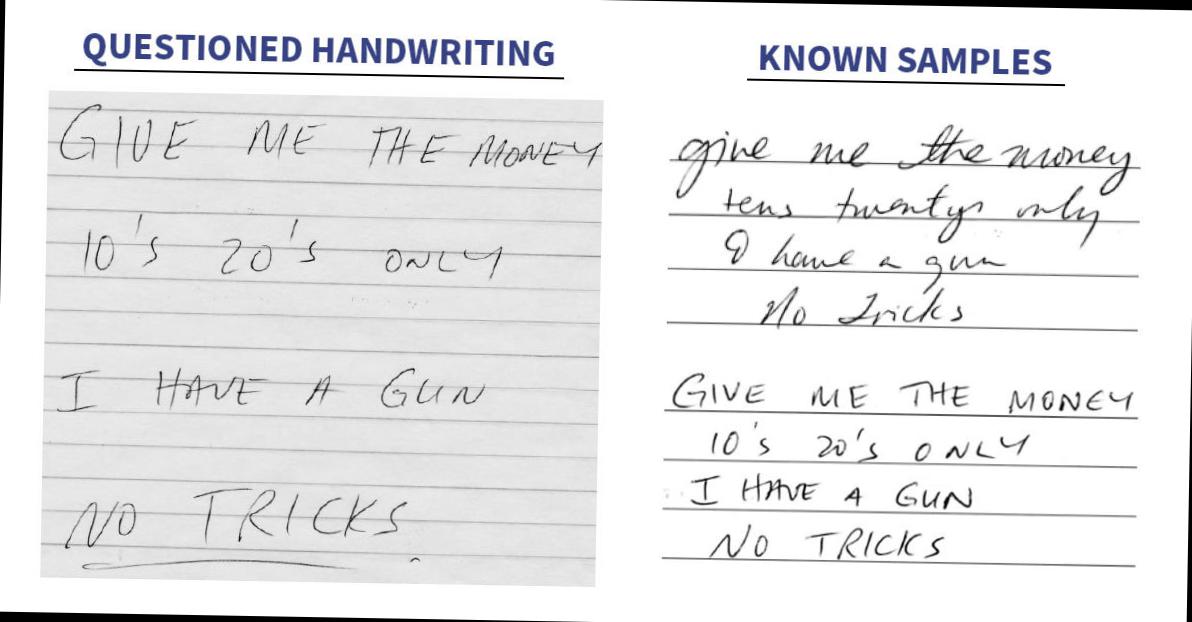 QUESTIONED HANDWRITING
GIVE ME THE MONEY
10's 20's ONLY
I HAVE A GUN
NO TRICKS.
KNOWN SAMPLES
give me the money
tens twentys only
I have a gun
No Tricks
GIVE ME THE MONEY
10's 20's ONLY
I HAVE A GUN
NO TRICKS